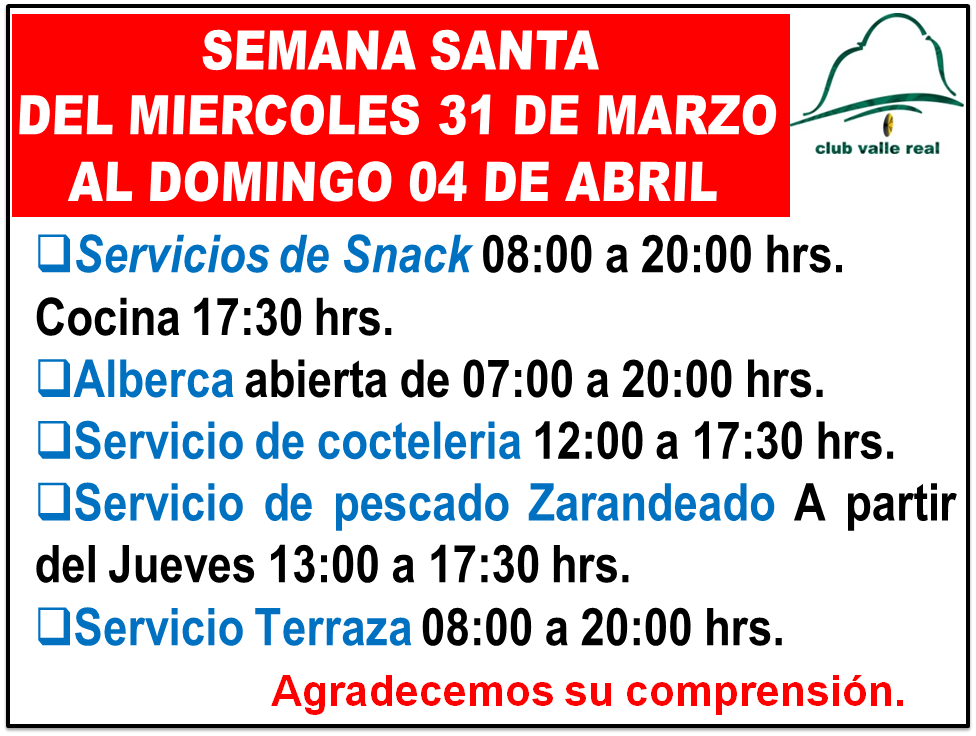 SEMANA SANTA
DEL MIERCOLES 31 DE MARZO
AL DOMINGO 04 DE ABRIL
club valle real
❑Servicios de Snack 08:00 a 20:00 hrs.
Cocina 17:30 hrs.
❑Alberca abierta de 07:00 a 20:00 hrs.
❑Servicio de cocteleria 12:00 a 17:30 hrs.
❑Servicio de pescado Zarandeado A partir
del Jueves 13:00 a 17:30 hrs.
❑Servicio Terraza 08:00 a 20:00 hrs.
Agradecemos su comprensión.